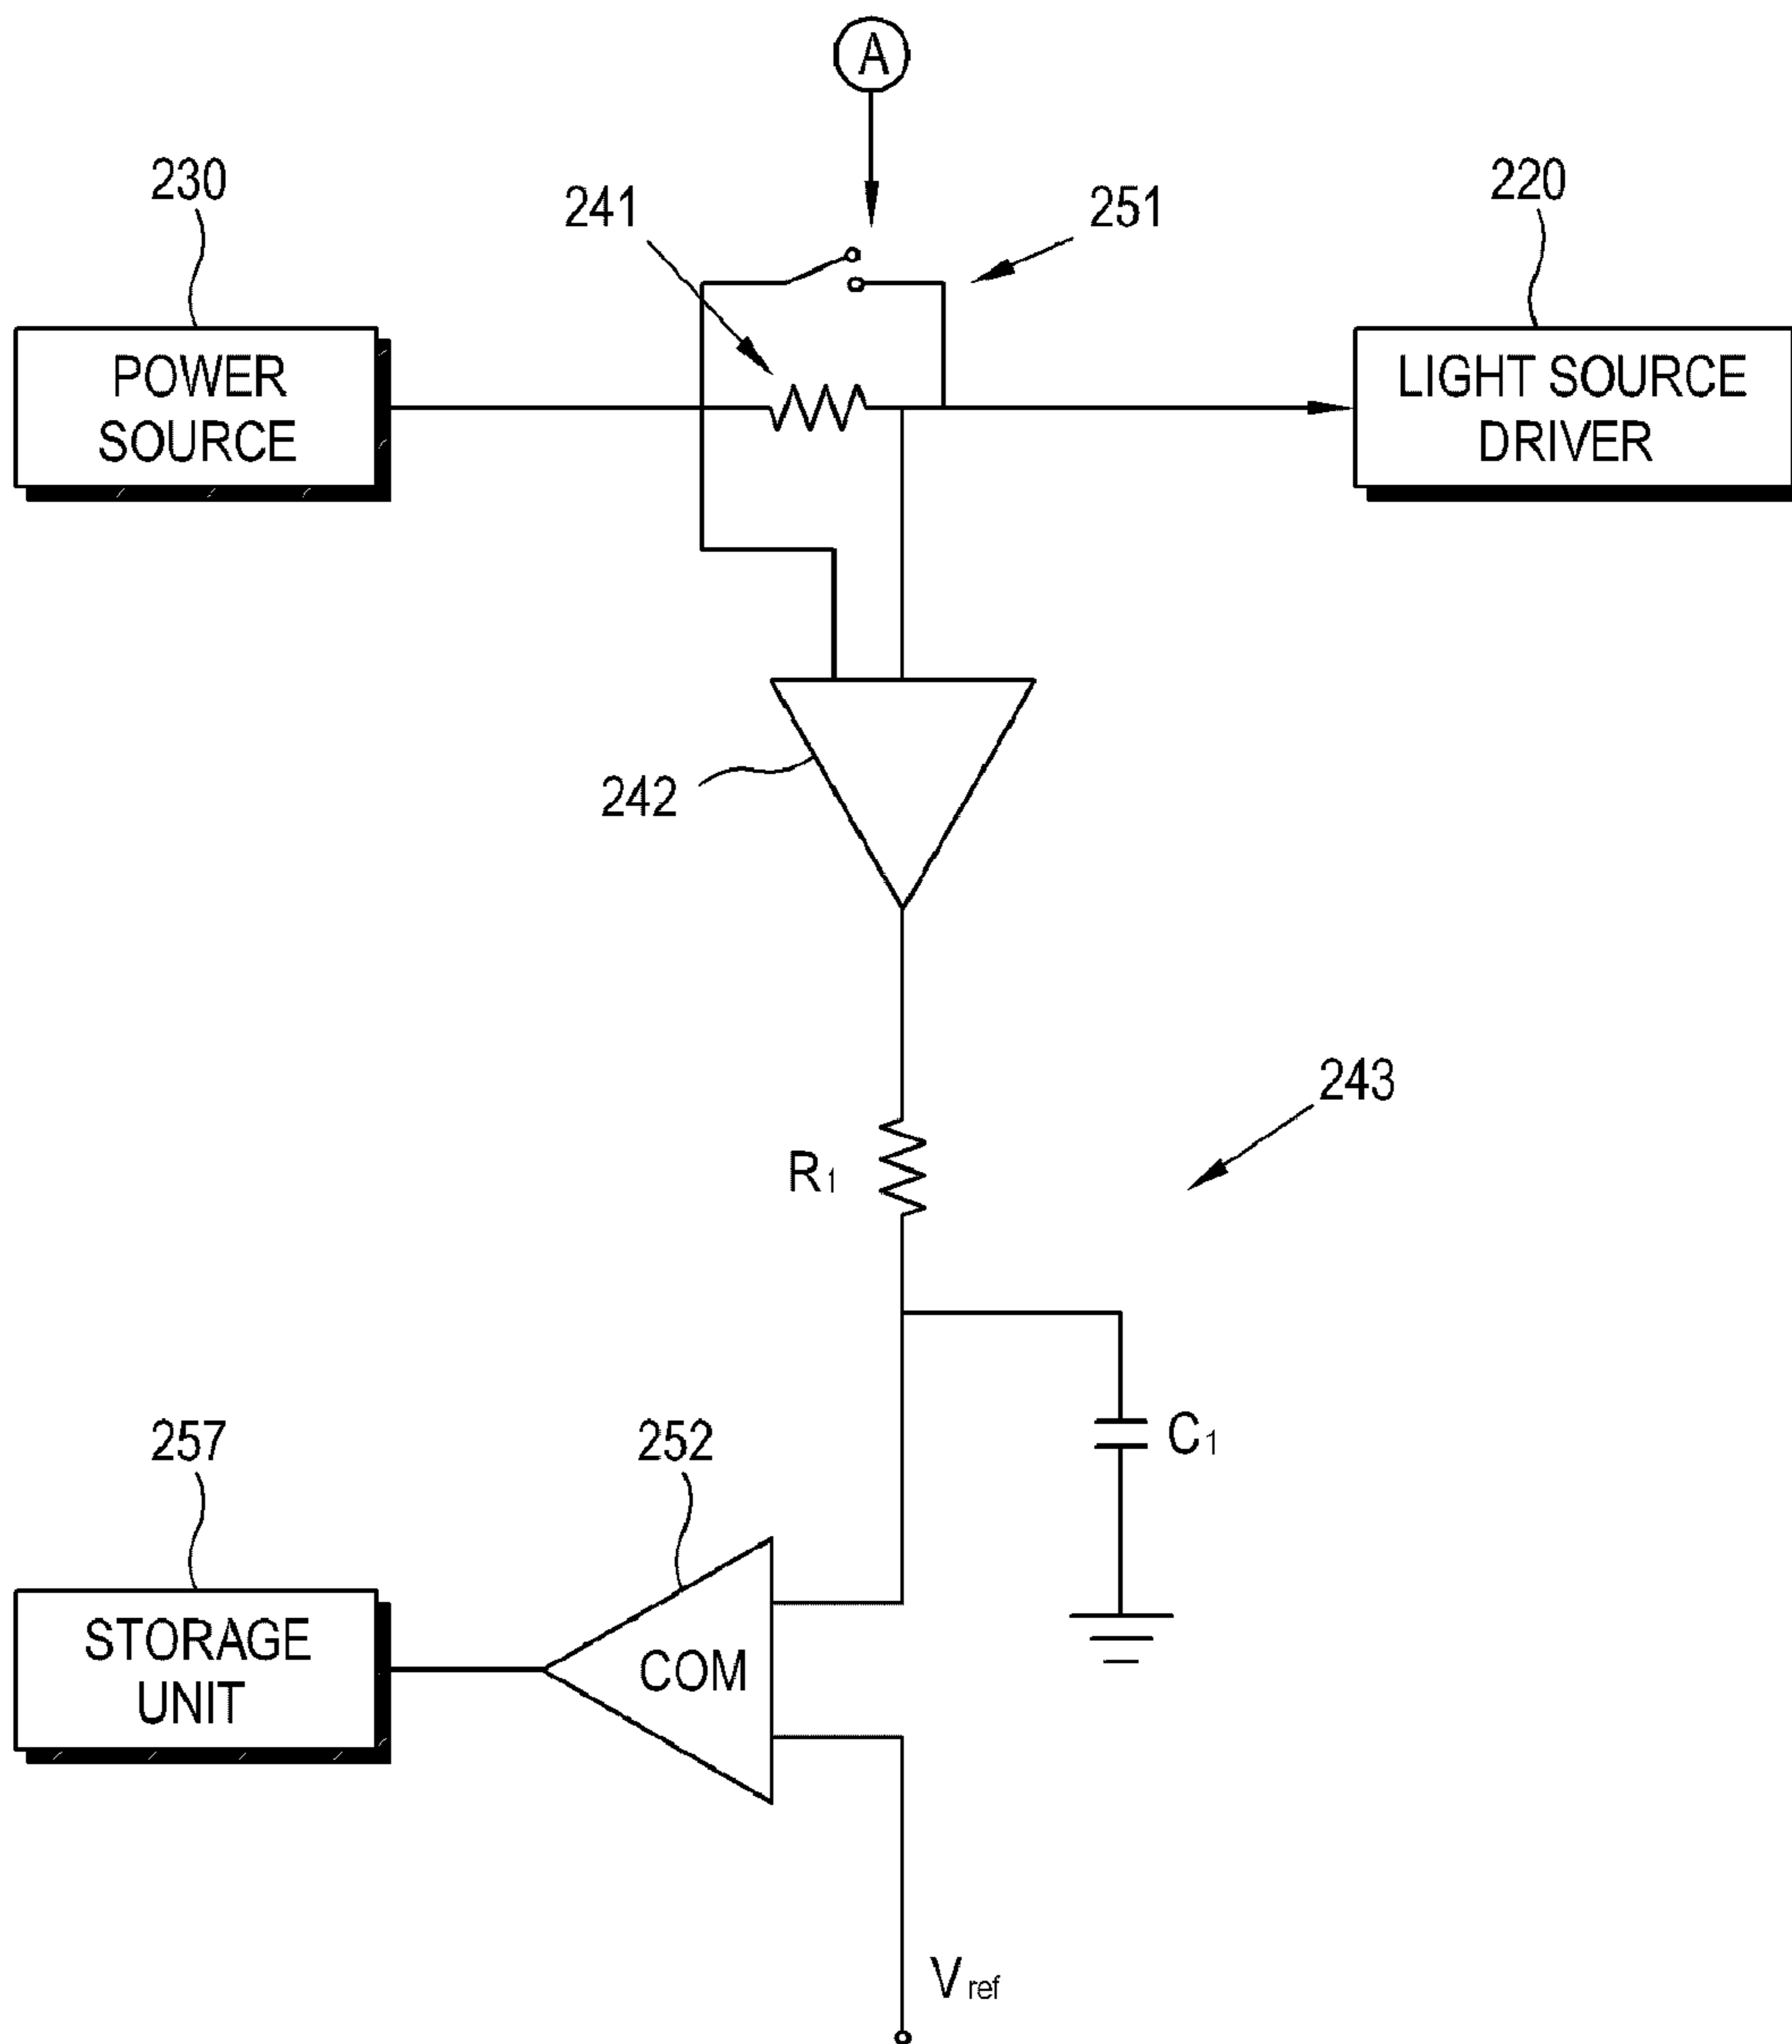 A
230
241
251
220
POWER
SOURCE
LIGHT SOURCE
DRIVER
242
243
R1
C1
257
252
STORAGE
UNIT
COM
Vref